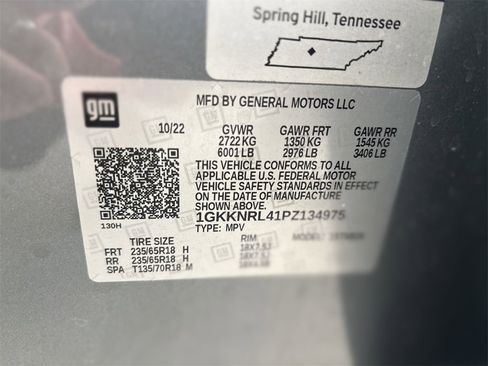 Spring Hill, Tennessee
gm
MFD BY GENERAL MOTORS LLC
10/22 GVWR GAWR FRT GAWR RR
2722 KG 1350 KG 1545 KG
6001 LB 2976 LB 3406 LB
THIS VEHICLE CONFORMS TO ALL
APPLICABLE U.S. FEDERAL MOTOR
VEHICLE SAFETY STANDARDS IN EFFECT
ON THE DATE OF MANUFACTURE
SHOWN ABOVE.
1GKKNRL41PZ134975
130H TYPE: MPV
TIRE SIZE RIM
FRT 235/65R18 H
RR 235/65R18 H
SPA T135/70R18 M